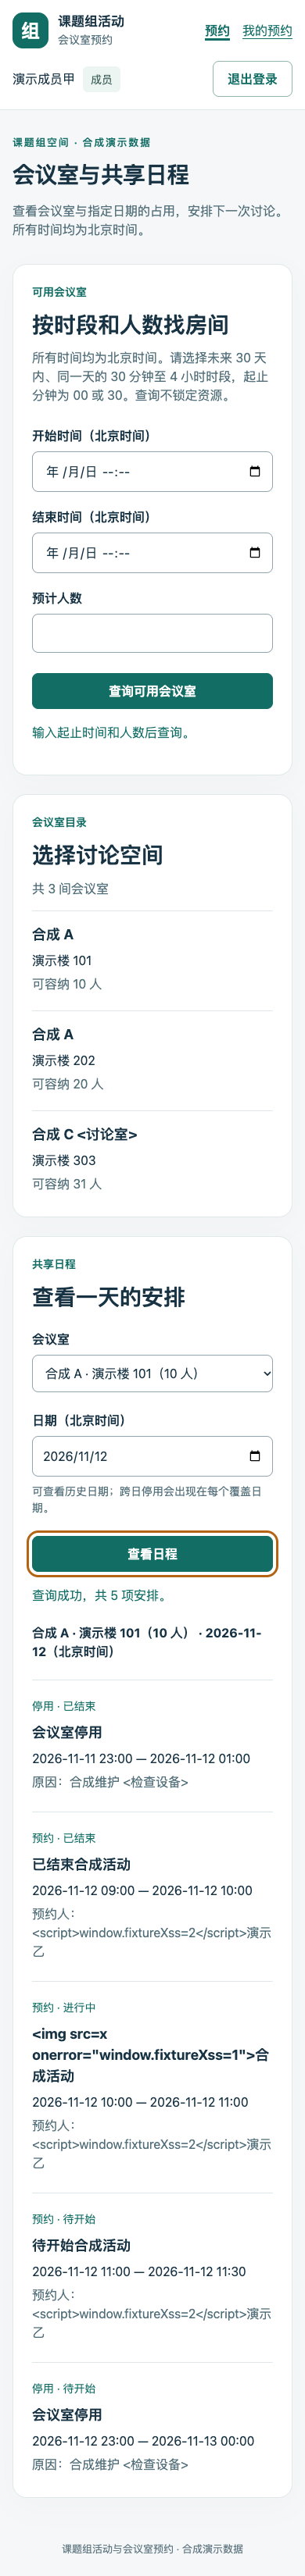 组
课题组活动
会议室预约
预约
我的预约
演示成员甲
成员
退出登录
课题组空间 · 合成演示数据
会议室与共享日程
查看会议室与指定日期的占用，安排下一次讨论。
所有时间均为北京时间。
可用会议室
按时段和人数找房间
所有时间均为北京时间。请选择未来 30 天
内、同一天的 30 分钟至 4 小时时段，起止
分钟为 00 或 30。查询不锁定资源。
开始时间（北京时间）
年 /月/日 --:--
结束时间（北京时间）
年 /月/日 --:--
预计人数
查询可用会议室
输入起止时间和人数后查询。
会议室目录
选择讨论空间
共 3 间会议室
合成 A
演示楼 101
可容纳 10 人
合成 A
演示楼 202
可容纳 20 人
合成 C <讨论室>
演示楼 303
可容纳 31 人
共享日程
查看一天的安排
会议室
合成 A · 演示楼 101（10 人）
日期（北京时间）
2026/11/12
可查看历史日期；跨日停用会出现在每个覆盖日
期。
查看日程
查询成功，共 5 项安排。
合成 A · 演示楼 101（10 人） · 2026-11-
12（北京时间）
停用 · 已结束
会议室停用
2026-11-11 23:00 — 2026-11-12 01:00
原因：合成维护 <检查设备>
预约 · 已结束
已结束合成活动
2026-11-12 09:00 — 2026-11-12 10:00
预约人：
<script>window.fixtureXss=2</script>演示
乙
预约 · 进行中
<img src=x
onerror="window.fixtureXss=1">合
成活动
2026-11-12 10:00 — 2026-11-12 11:00
预约人：
<script>window.fixtureXss=2</script>演示
乙
预约 · 待开始
待开始合成活动
2026-11-12 11:00 — 2026-11-12 11:30
预约人：
<script>window.fixtureXss=2</script>演示
乙
停用 · 待开始
会议室停用
2026-11-12 23:00 — 2026-11-13 00:00
原因：合成维护 <检查设备>
课题组活动与会议室预约 · 合成演示数据